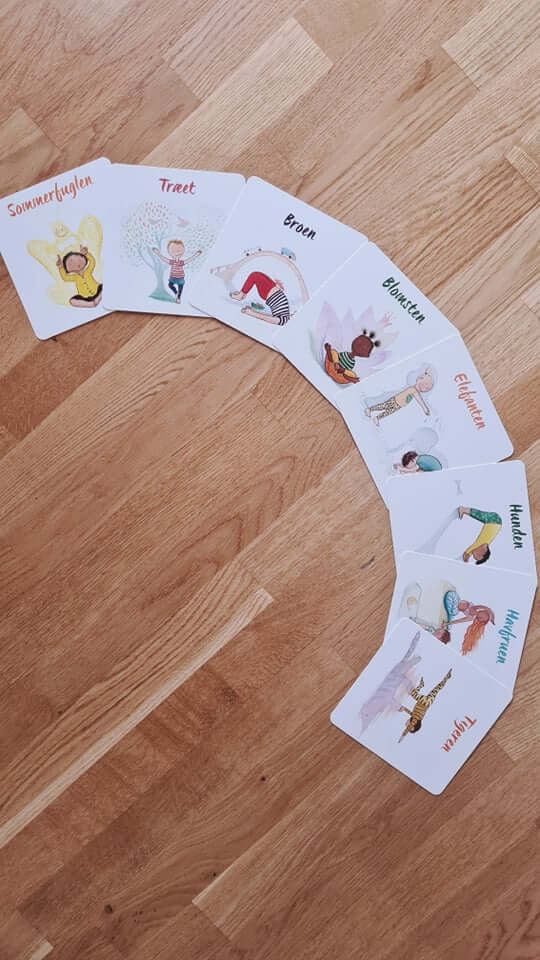 Sommerfuglen
Træet
Broen
Blomsten
Elefanten
Hunden
Havfruen
Tigeren